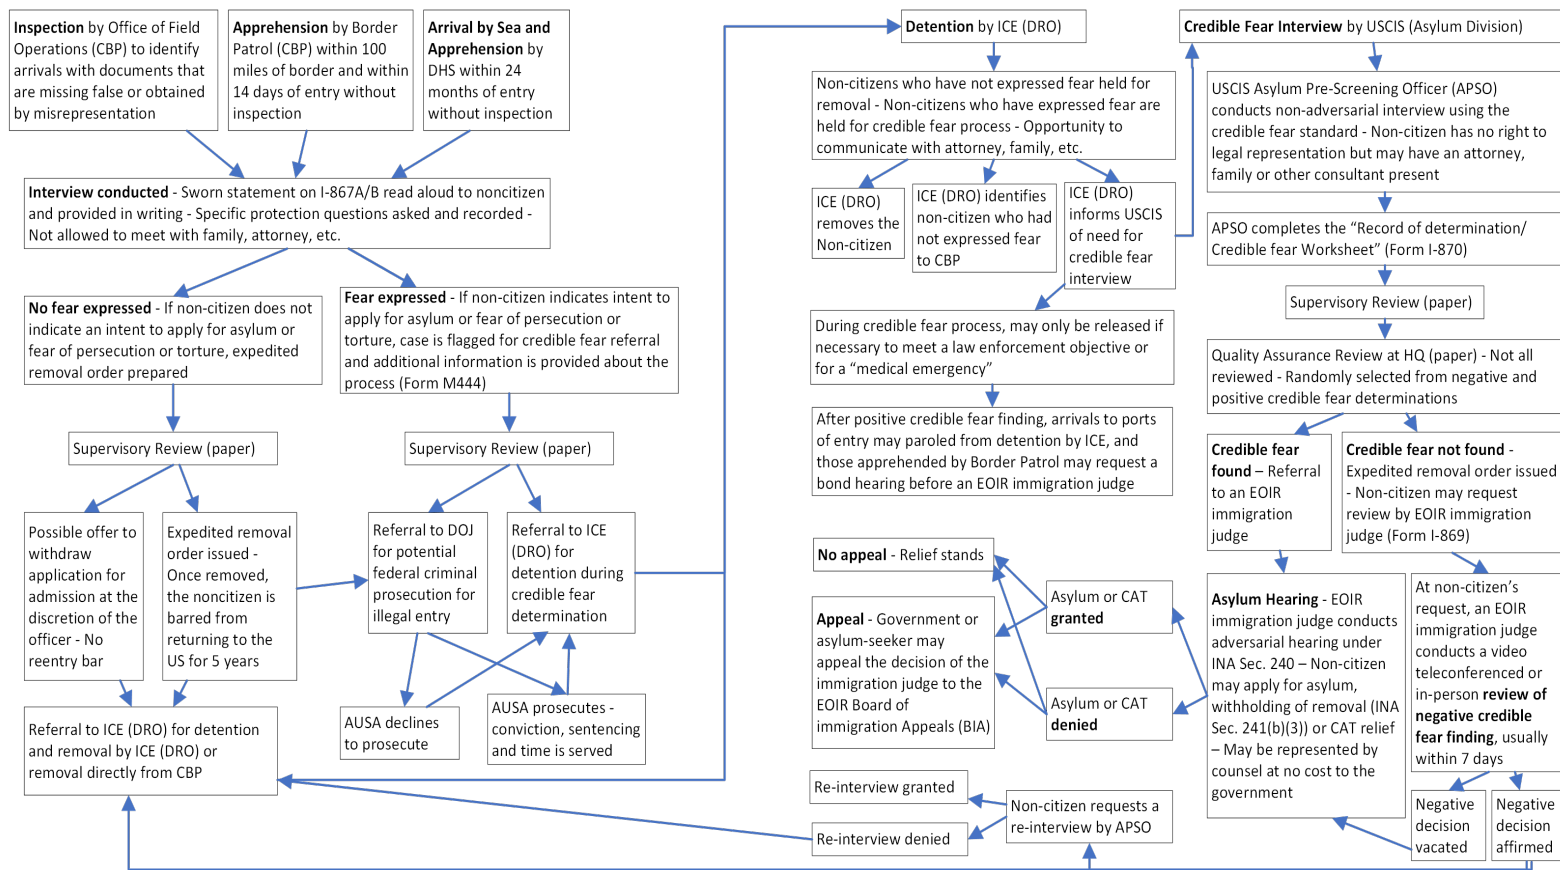 Inspection by Office of Field
Operations (CBP) to identify
arrivals with documents that
are missing false or obtained
by misrepresentation
Apprehension by Border
Patrol (CBP) within 100
miles of border and within
14 days of entry without
inspection
Arrival by Sea and
Apprehension by
DHS within 24
months of entry
without inspection
Interview conducted - Sworn statement on I-867A/B read aloud to noncitizen
and provided in writing - Specific protection questions asked and recorded -
Not allowed to meet with family, attorney, etc.
No fear expressed - If non-citizen does not
indicate an intent to apply for asylum or
fear of persecution or torture, expedited
removal order prepared
Fear expressed - If non-citizen indicates intent to
apply for asylum or fear of persecution or
torture, case is flagged for credible fear referral
and additional information is provided about the
process (Form M444)
Supervisory Review (paper)
Supervisory Review (paper)
Possible offer to
withdraw
application for
admission at the
discretion of the
officer - No
reentry bar
Expedited removal
order issued -
Once removed,
the noncitizen is
barred from
returning to the
US for 5 years
Referral to DOJ
for potential
federal criminal
prosecution for
illegal entry
Referral to ICE
(DRO) for
detention during
credible fear
determination
Referral to ICE (DRO) for detention
and removal by ICE (DRO) or
removal directly from CBP
AUSA declines
to prosecute
AUSA prosecutes -
conviction, sentencing
and time is served
Detention by ICE (DRO)
Non-citizens who have not expressed fear held for
removal - Non-citizens who have expressed fear are
held for credible fear process - Opportunity to
communicate with attorney, family, etc.
ICE (DRO)
removes the
Non-citizen
ICE (DRO) identifies
non-citizen who had
not expressed fear
to CBP
ICE (DRO)
informs USCIS
of need for
credible fear
interview
During credible fear process, may only be released if
necessary to meet a law enforcement objective or
for a “medical emergency”
After positive credible fear finding, arrivals to ports
of entry may paroled from detention by ICE, and
those apprehended by Border Patrol may request a
bond hearing before an EOIR immigration judge
No appeal - Relief stands
Appeal - Government or
asylum-seeker may
appeal the decision of the
immigration judge to the
EOIR Board of
immigration Appeals (BIA)
Asylum or CAT
granted
Asylum or CAT
denied
Re-interview granted
Re-interview denied
Non-citizen requests a
re-interview by APSO
Credible Fear Interview by USCIS (Asylum Division)
USCIS Asylum Pre-Screening Officer (APSO)
conducts non-adversarial interview using the
credible fear standard - Non-citizen has no right to
legal representation but may have an attorney,
family or other consultant present
APSO completes the “Record of determination/
Credible fear Worksheet” (Form I-870)
Supervisory Review (paper)
Quality Assurance Review at HQ (paper) - Not all
reviewed - Randomly selected from negative and
positive credible fear determinations
Credible fear
found – Referral
to an EOIR
immigration
judge
Credible fear not found -
Expedited removal order issued
- Non-citizen may request
review by EOIR immigration
judge (Form I-869)
Asylum Hearing - EOIR
immigration judge conducts
adversarial hearing under
INA Sec. 240 – Non-citizen
may apply for asylum,
withholding of removal (INA
Sec. 241(b)(3)) or CAT relief
– May be represented by
counsel at no cost to the
government
At non-citizen’s
request, an EOIR
immigration judge
conducts a video
teleconferenced or
in-person review of
negative credible
fear finding, usually
within 7 days
Negative
decision
vacated
Negative
decision
affirmed